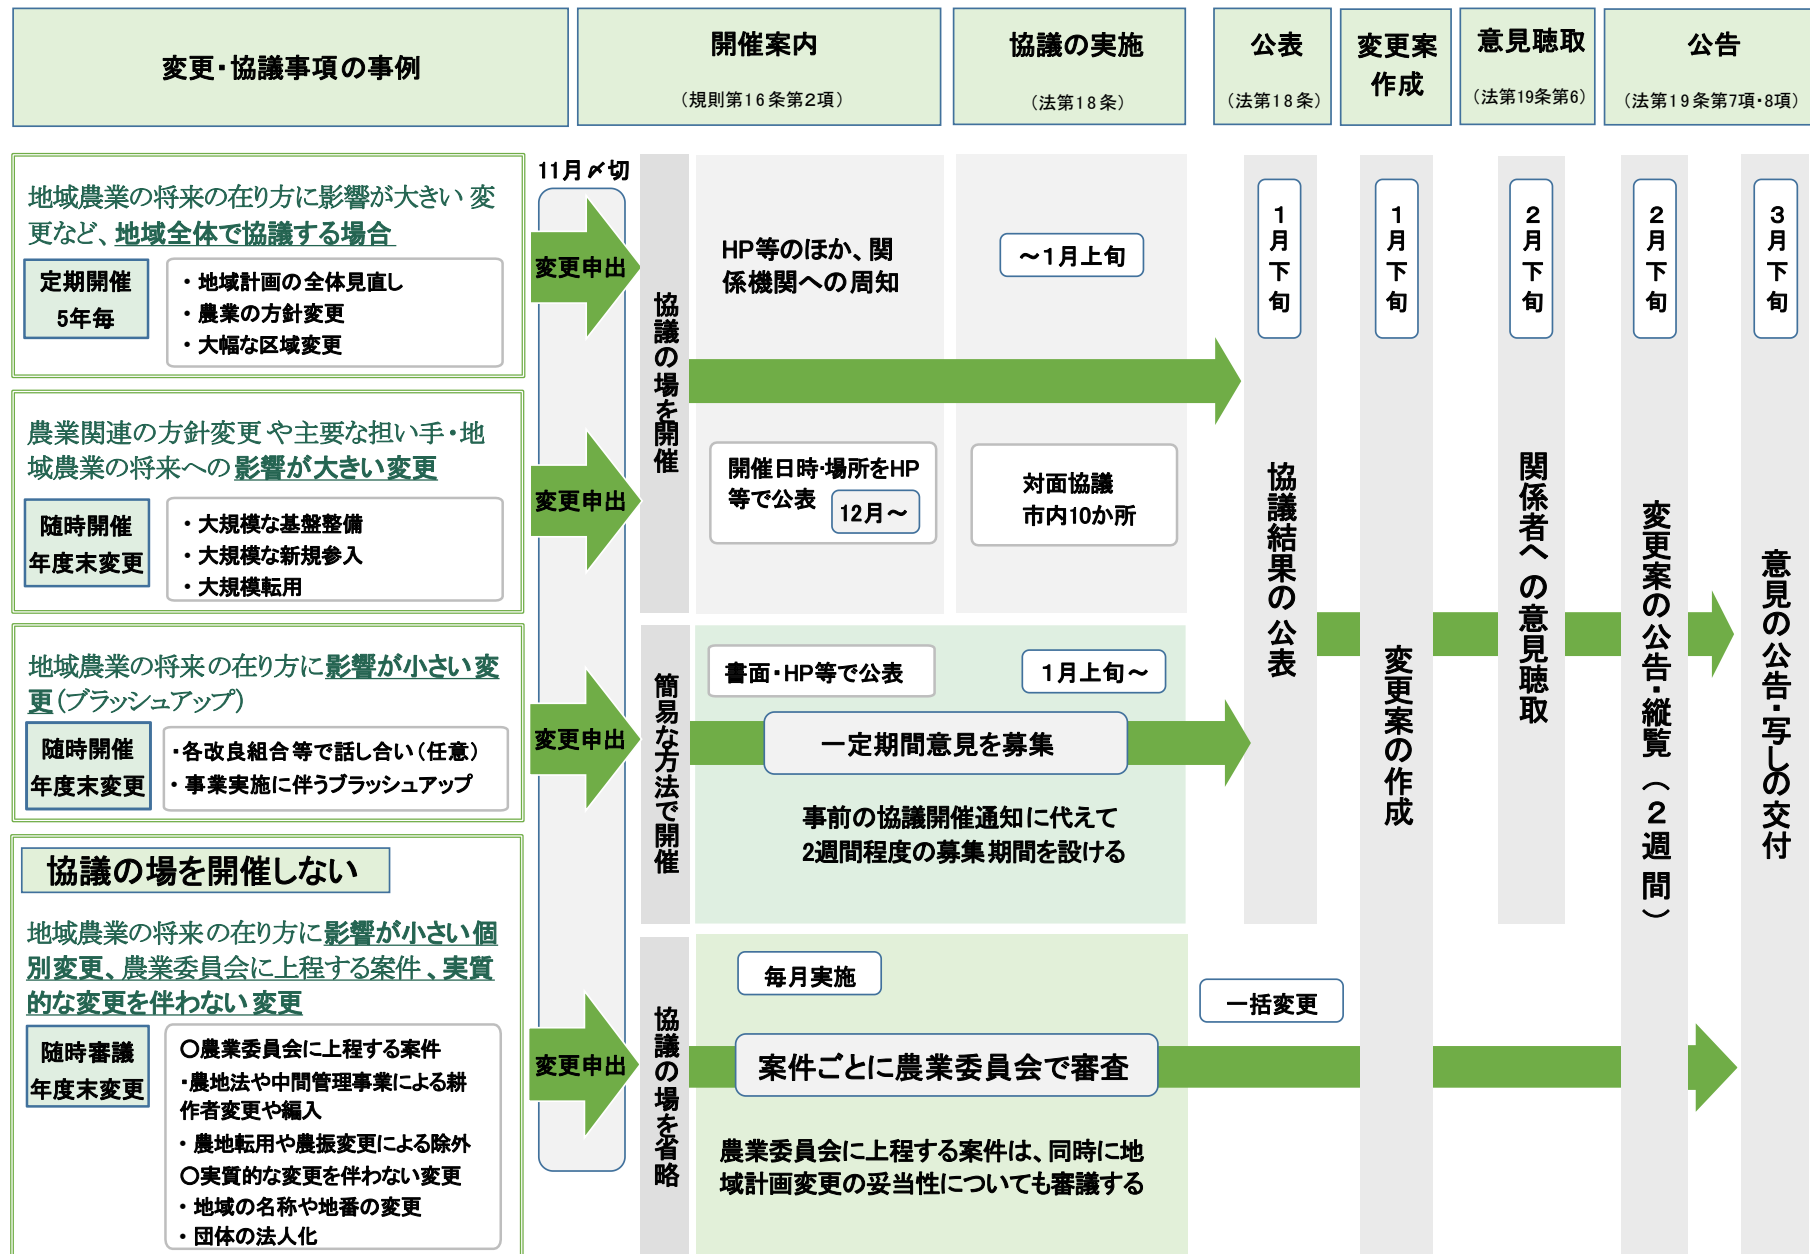 変更・協議事項の事例
開催案内
（規則第16条第2項）
協議の実施
（法第18条）
公表
（法第18条）
変更案
作成
意見聴取
（法第19条第6）
公告
（法第19条第7項・8項）
11月〆切
地域農業の将来の在り方に影響が大きい変
更など、地域全体で協議する場合
定期開催
5年毎
・地域計画の全体見直し
・農業の方針変更
・大幅な区域変更
変更申出
農業関連の方針変更や主要な担い手・地
域農業の将来への影響が大きい変更
随時開催
年度末変更
・大規模な基盤整備
・大規模な新規参入
・大規模転用
変更申出
地域農業の将来の在り方に影響が小さい変
更（ブラッシュアップ）
随時開催
年度末変更
・各改良組合等で話し合い（任意）
・事業実施に伴うブラッシュアップ
変更申出
協議の場を開催しない
地域農業の将来の在り方に影響が小さい個
別変更、農業委員会に上程する案件、実質
的な変更を伴わない変更
随時審議
年度末変更
〇農業委員会に上程する案件
・農地法や中間管理事業による耕
作者変更や編入
・農地転用や農振変更による除外
〇実質的な変更を伴わない変更
・地域の名称や地番の変更
・団体の法人化
変更申出
協議の場を開催
HP等のほか、関
係機関への周知
～1月上旬
開催日時・場所をHP
等で公表
12月～
対面協議
市内10か所
簡易な方法で開催
書面・HP等で公表
1月上旬～
一定期間意見を募集
事前の協議開催通知に代えて
2週間程度の募集期間を設ける
協議の場を省略
毎月実施
案件ごとに農業委員会で審査
農業委員会に上程する案件は、同時に地
域計画変更の妥当性についても審議する
一括変更
1月下旬
協議結果の公表
1月下旬
変更案の作成
2月下旬
関係者への意見聴取
2月下旬
変更案の公告・縦覧（2週間）
3月下旬
意見の公告・写しの交付